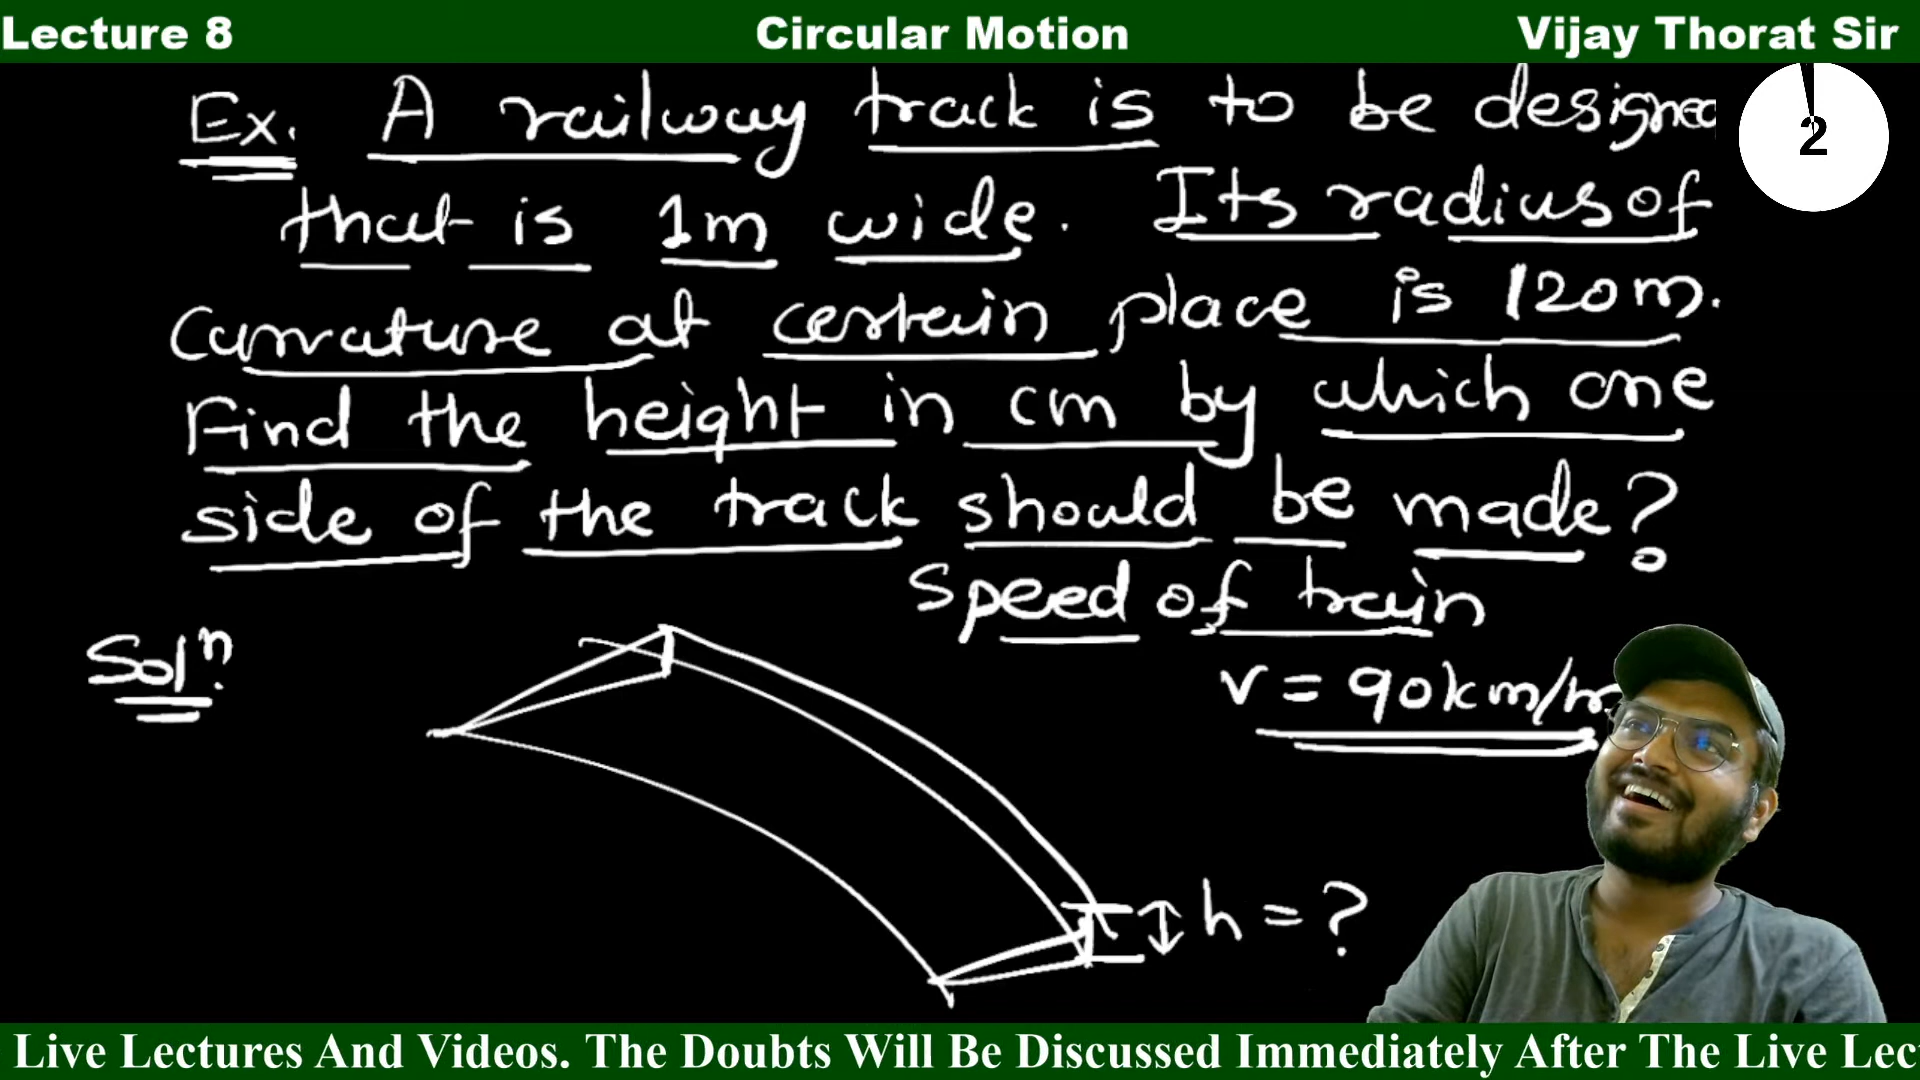 Lecture 8 Circular Motion Vijay Thorat Sir
2
Ex. A railway track is to be designed
that is 1m wide. Its radius of
curvature at certain place is 120m.
Find the height in cm by which one
side of the track should be made?
Speed of train
v = 90km/hr
Solⁿ.
h = ?
Live Lectures And Videos. The Doubts Will Be Discussed Immediately After The Live Lec